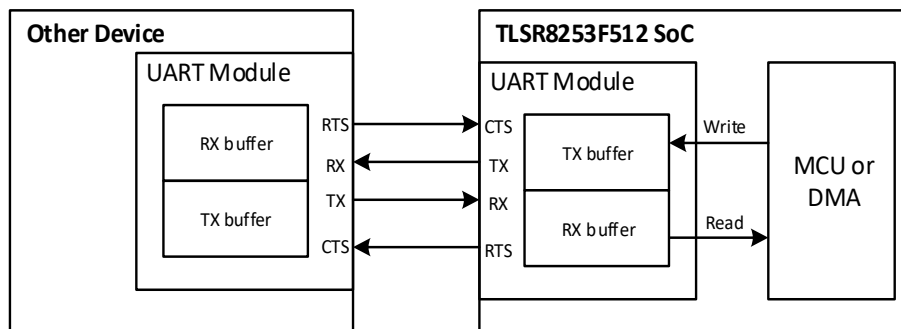 Other Device
UART Module
RX buffer
TX buffer
RTS
RX
TX
CTS
TLSR8253F512 SoC
UART Module
CTS
TX
RX
RTS
TX buffer
RX buffer
Write
Read
MCU or
DMA